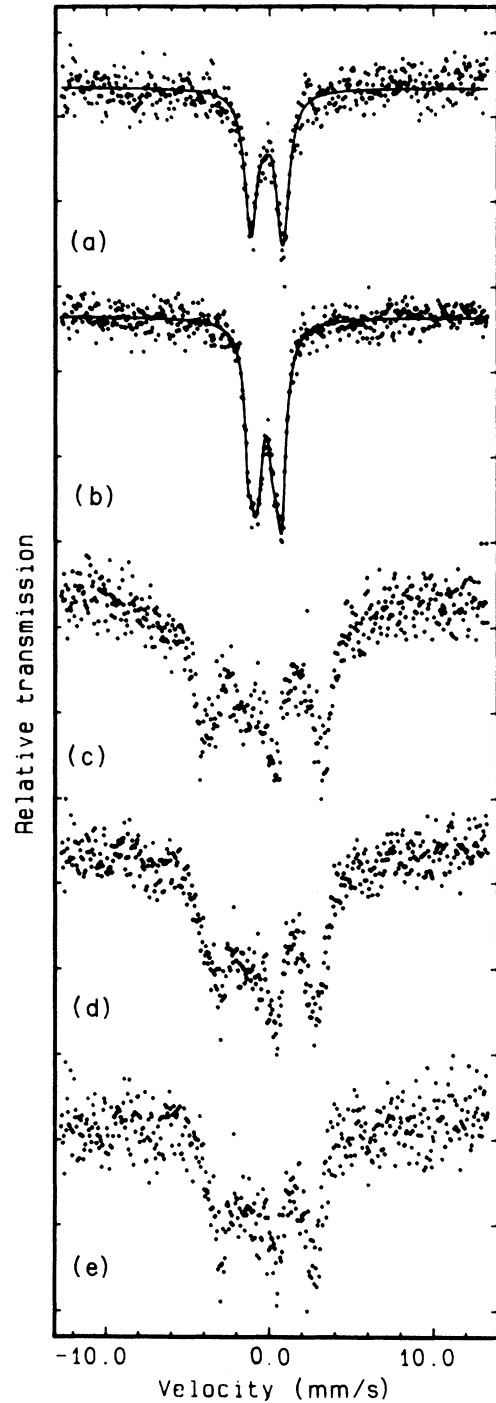 (a)
(b)
(c)
(d)
(e)
Relative transmission
-10.0 0.0 10.0
Velocity (mm/s)